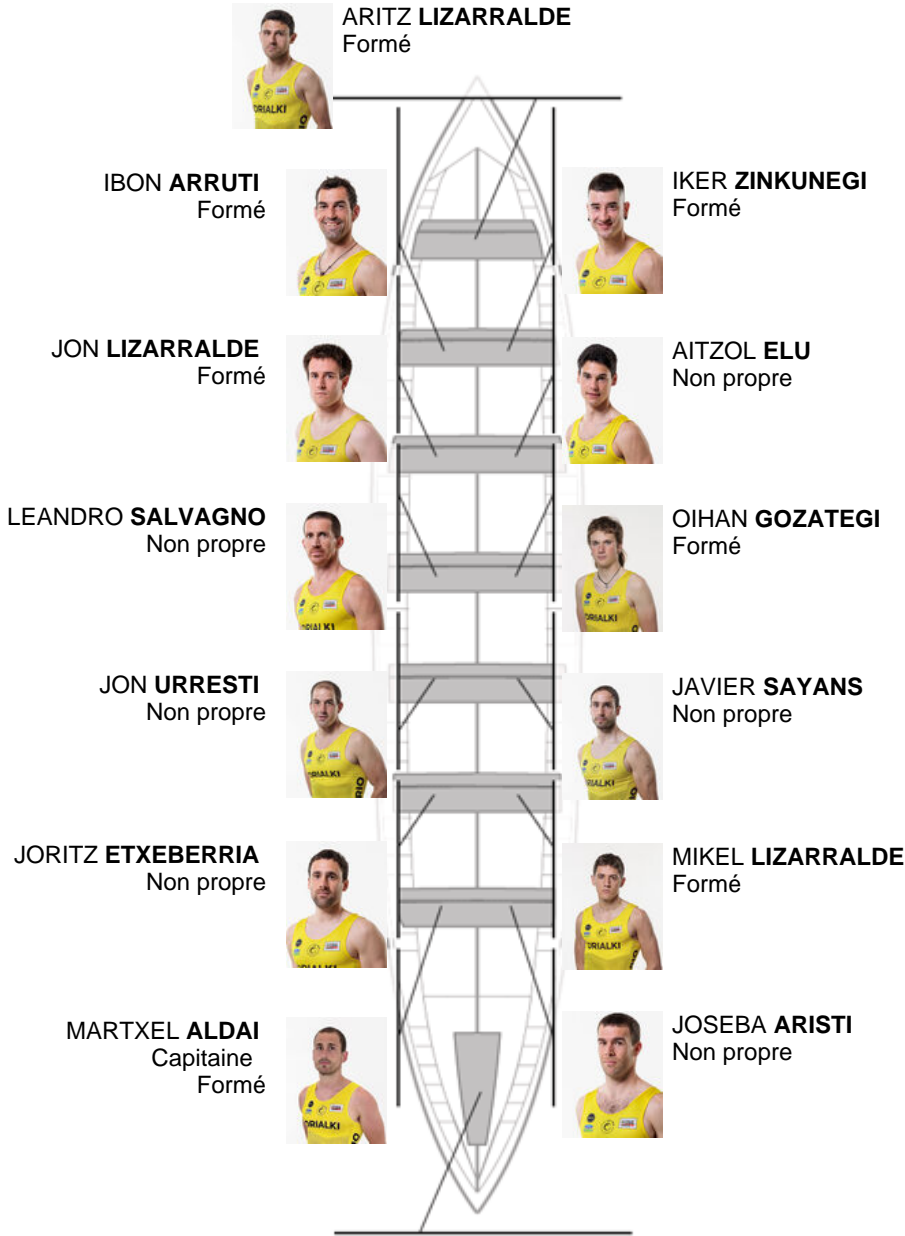 ARITZ LIZARRALDE
Formé
IBON ARRUTI
Formé
IKER ZINKUNEGI
Formé
JON LIZARRALDE
Formé
AITZOL ELU
Non propre
LEANDRO SALVAGNO
Non propre
OIHAN GOZATEGI
Formé
JON URRESTI
Non propre
JAVIER SAYANS
Non propre
JORITZ ETXEBERRIA
Non propre
MIKEL LIZARRALDE
Formé
MARTXEL ALDAI
Capitaine
Formé
JOSEBA ARISTI
Non propre